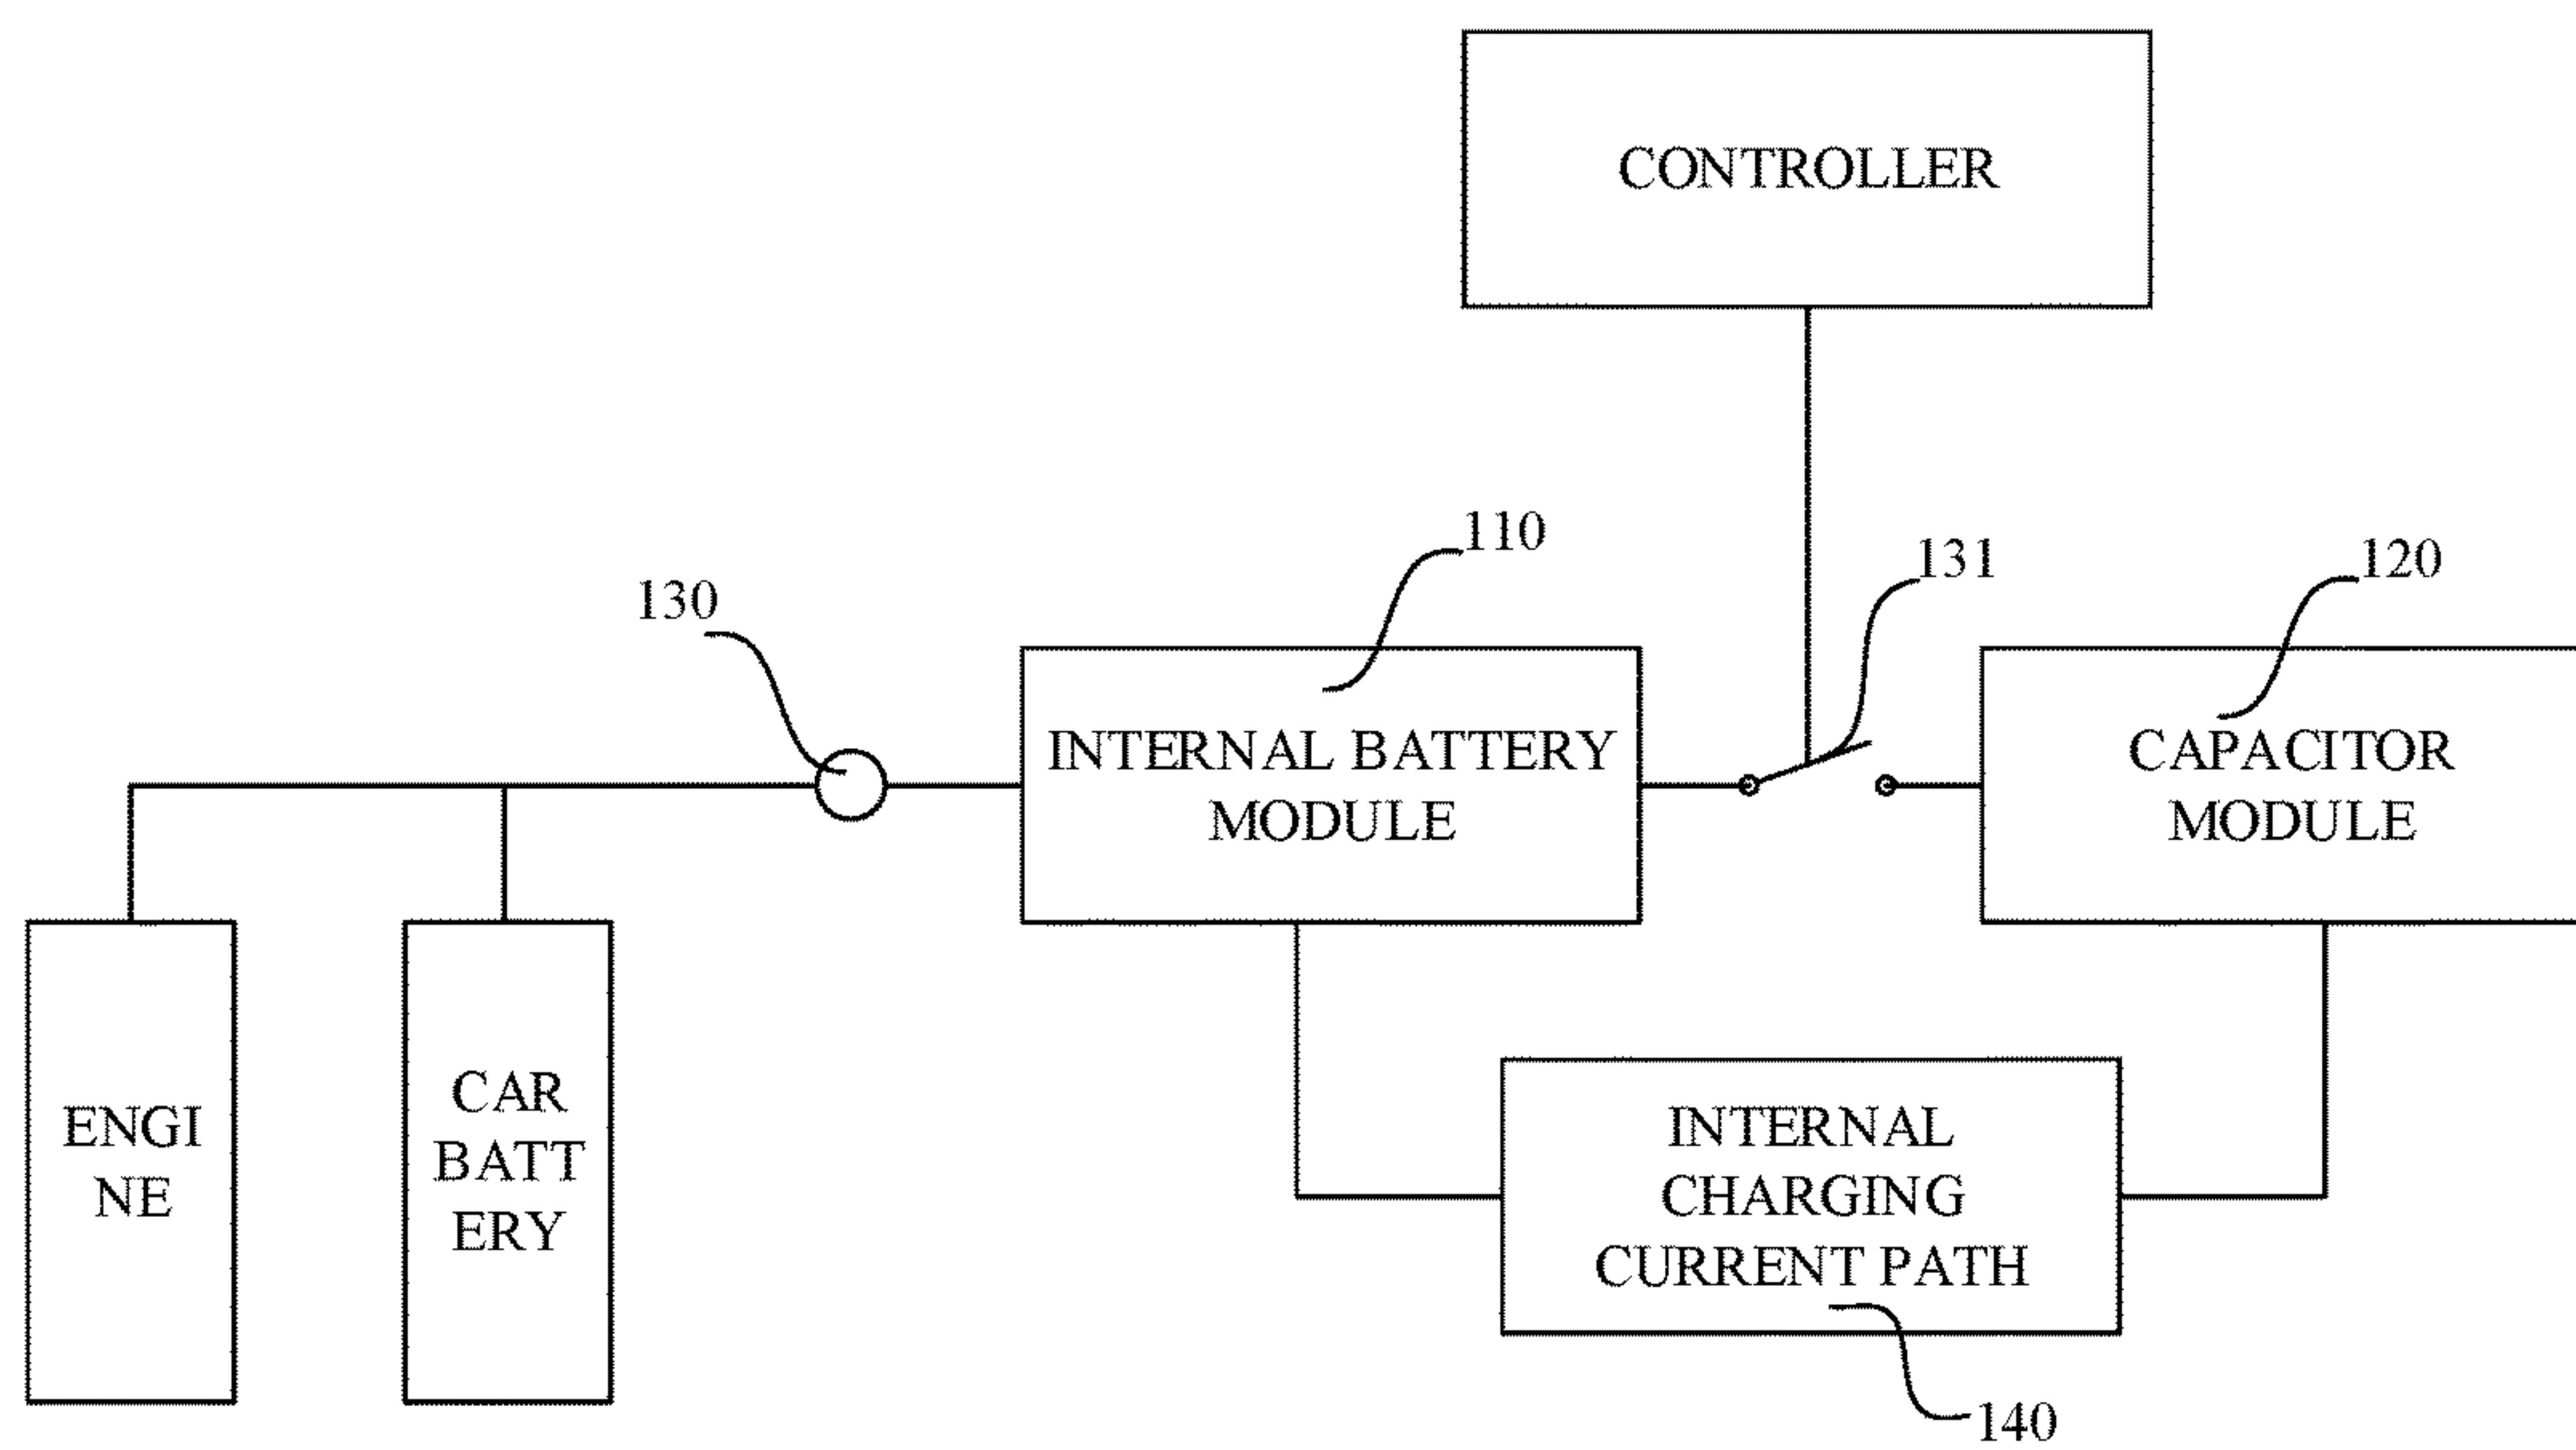 CONTROLLER
110
131
120
130
INTERNAL BATTERY
MODULE
CAPACITOR
MODULE
ENGI
NE
CAR
BATT
ERY
INTERNAL
CHARGING
CURRENT PATH
140